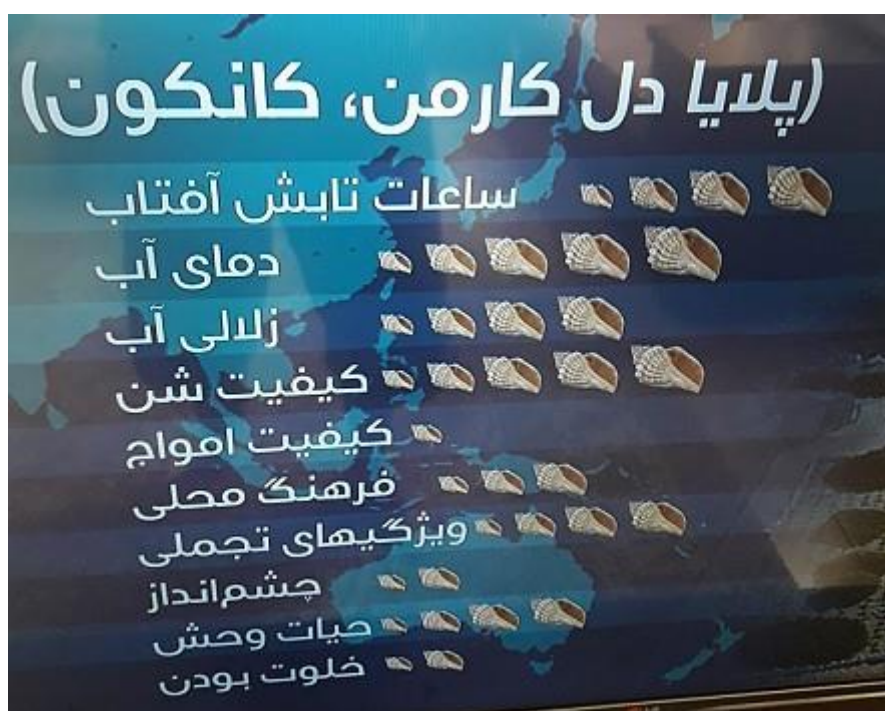 (پلایا دل کارمن، کانکون)
ساعات تابش آفتاب
دمای آب
زلالی آب
کیفیت شن
کیفیت امواج
فرهنگ محلی
ویژگیهای تجملی
چشم‌انداز
حیات وحش
خلوت بودن